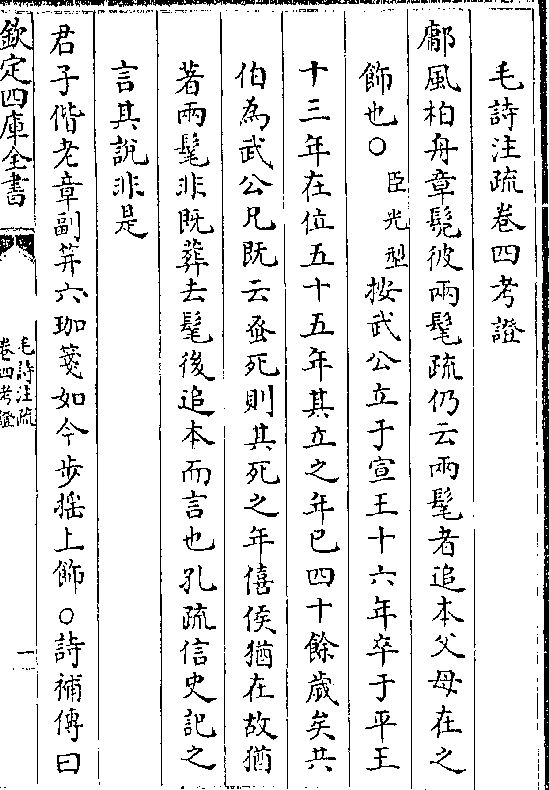 毛詩注疏卷四考證
鄘風柏舟章髧彼兩髦疏仍云兩髦者追本父母在之
飾也○臣光型按武公立于宣王十六年卒于平王
十三年在位五十五年其立之年已四十餘歲矣共
伯為武公兄既云蚤死則其死之年僖侯猶在故猶
著兩髦非既葬去髦後追本而言也孔疏信史記之
言其說非是
君子偕老章副笄六珈箋如今步摇上飾○詩補傳曰
欽定四庫全書
毛詩注疏
卷四考證
一